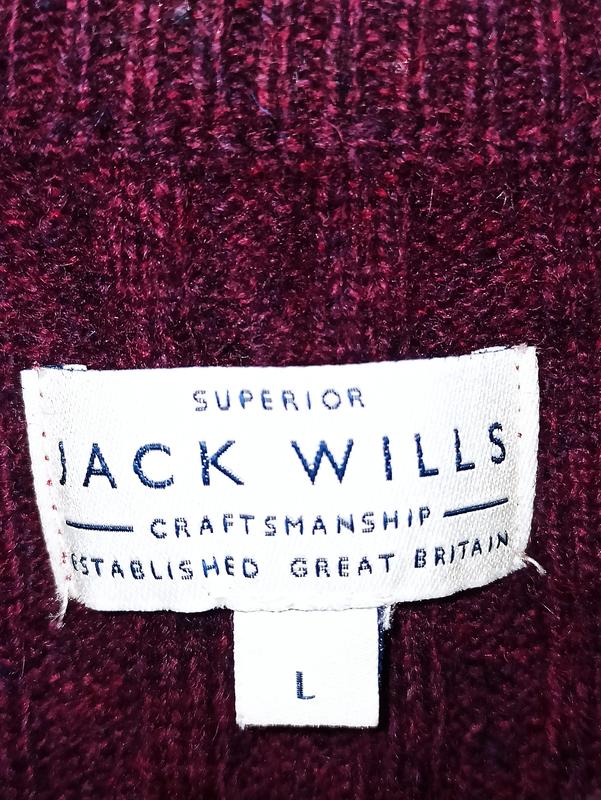 SUPERIOR
JACK WILLS
CRAFTSMANSHIP
ESTABLISHED GREAT BRITAIN
L